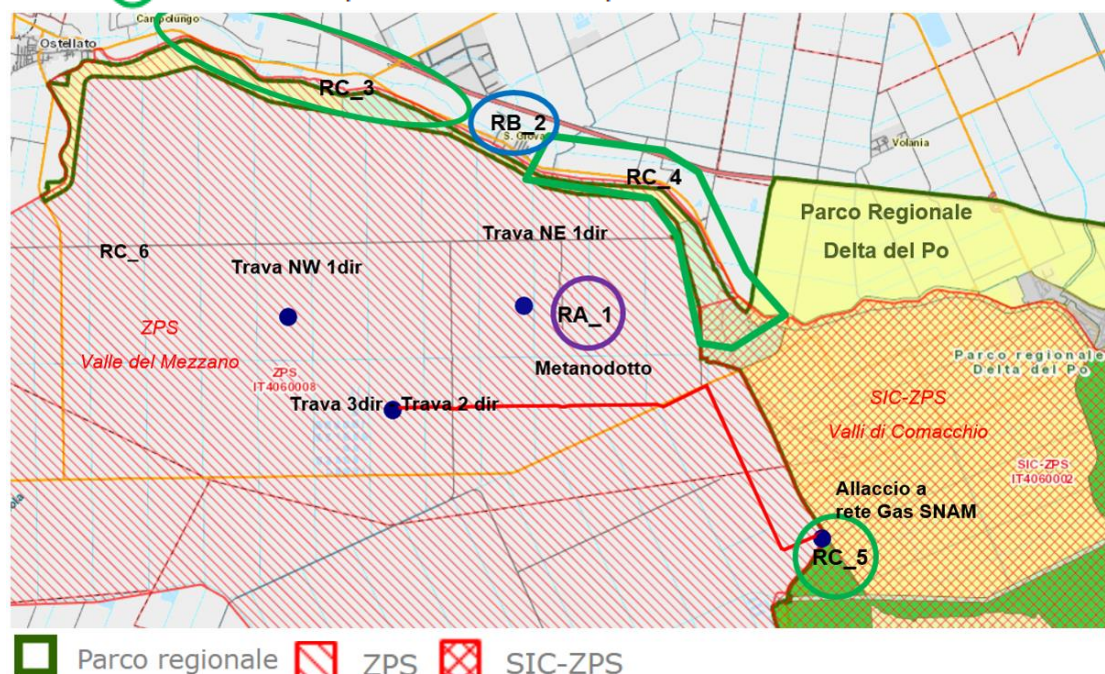 Campolungo
Ostellato
RC_3
RB_2
S. Giova
Volania
RC_4
Parco Regionale
Delta del Po
RC_6
Trava NE 1dir
Trava NW 1dir
RA_1
ZPS
Valle del Mezzano
ZPS
IT4060008
Metanodotto
Parco regionale
Delta del Po
Trava 3dir
Trava 2 dir
SIC-ZPS
Valli di Comacchio
SIC-ZPS
IT4060002
Allaccio a
rete Gas SNAM
RC_5
Parco regionale
ZPS
SIC-ZPS